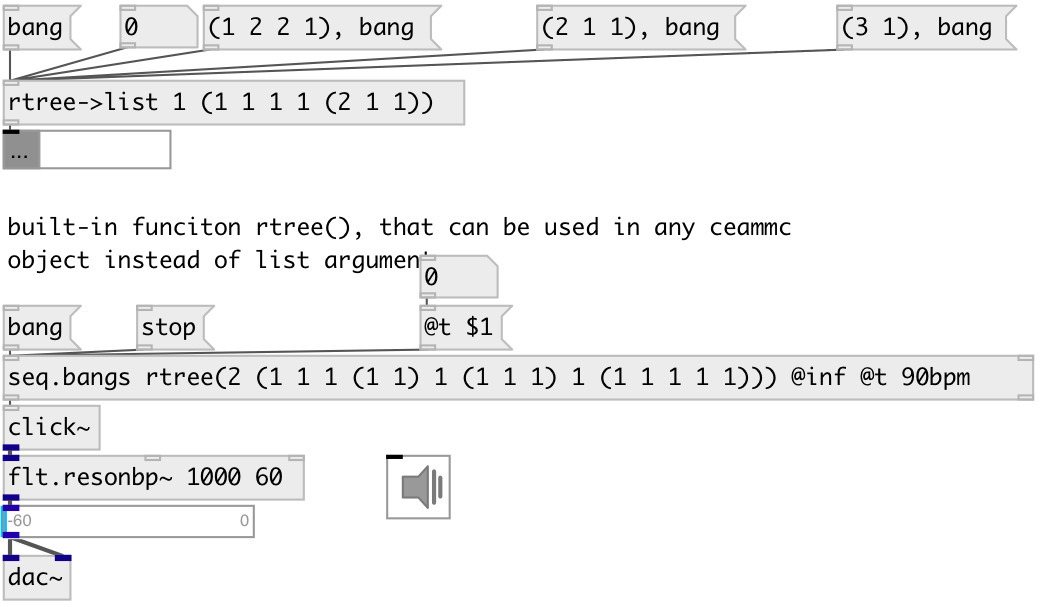 bang 0 (1 2 2 1), bang (2 1 1), bang (3 1), bang
rtree->list 1 (1 1 1 1 (2 1 1))
...
built-in funciton rtree(), that can be used in any ceammc
object instead of list argument
0
bang stop @t $1
seq.bangs rtree(2 (1 1 1 (1 1) 1 (1 1 1) 1 (1 1 1 1 1))) @inf @t 90bpm
click~
flt.resonbp~ 1000 60
-60 0
dac~